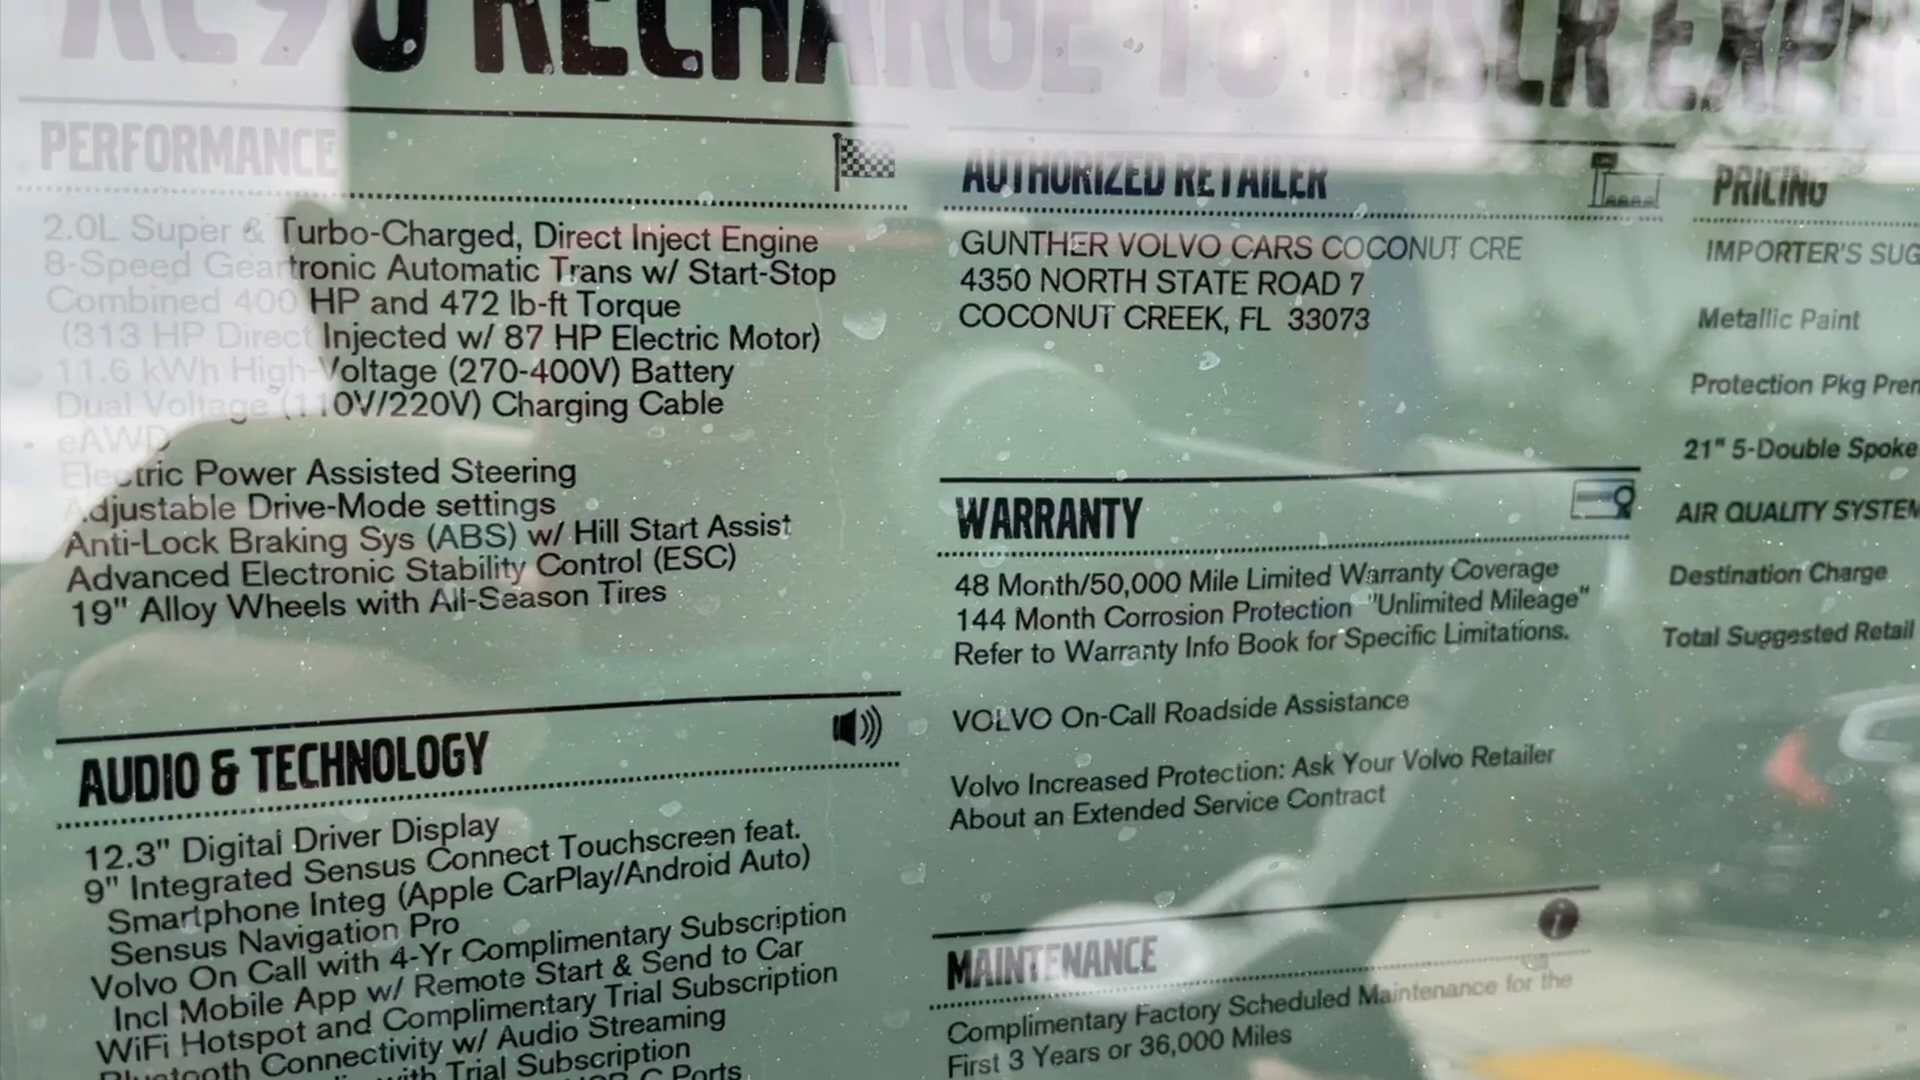 XC90 RECHARGE T8 INSCR EXPR
PERFORMANCE
2.0L Super & Turbo-Charged, Direct Inject Engine
8-Speed Geartronic Automatic Trans w/ Start-Stop
Combined 400 HP and 472 lb-ft Torque
(313 HP Direct Injected w/ 87 HP Electric Motor)
11.6 kWh High-Voltage (270-400V) Battery
Dual Voltage (110V/220V) Charging Cable
eAWD
Electric Power Assisted Steering
Adjustable Drive-Mode settings
Anti-Lock Braking Sys (ABS) w/ Hill Start Assist
Advanced Electronic Stability Control (ESC)
19" Alloy Wheels with All-Season Tires
AUDIO & TECHNOLOGY
12.3" Digital Driver Display
9" Integrated Sensus Connect Touchscreen feat.
Smartphone Integ (Apple CarPlay/Android Auto)
Sensus Navigation Pro
Volvo On Call with 4-Yr Complimentary Subscription
Incl Mobile App w/ Remote Start & Send to Car
WiFi Hotspot and Complimentary Trial Subscription
Bluetooth Connectivity w/ Audio Streaming
with Trial Subscription
Ports
AUTHORIZED RETAILER
GUNTHER VOLVO CARS COCONUT CRE
4350 NORTH STATE ROAD 7
COCONUT CREEK, FL 33073
WARRANTY
48 Month/50,000 Mile Limited Warranty Coverage
144 Month Corrosion Protection "Unlimited Mileage"
Refer to Warranty Info Book for Specific Limitations.
VOLVO On-Call Roadside Assistance
Volvo Increased Protection: Ask Your Volvo Retailer
About an Extended Service Contract
MAINTENANCE
Complimentary Factory Scheduled Maintenance for the
First 3 Years or 36,000 Miles
PRICING
IMPORTER'S SUG
Metallic Paint
Protection Pkg Prem
21" 5-Double Spoke
AIR QUALITY SYSTEM
Destination Charge
Total Suggested Retail